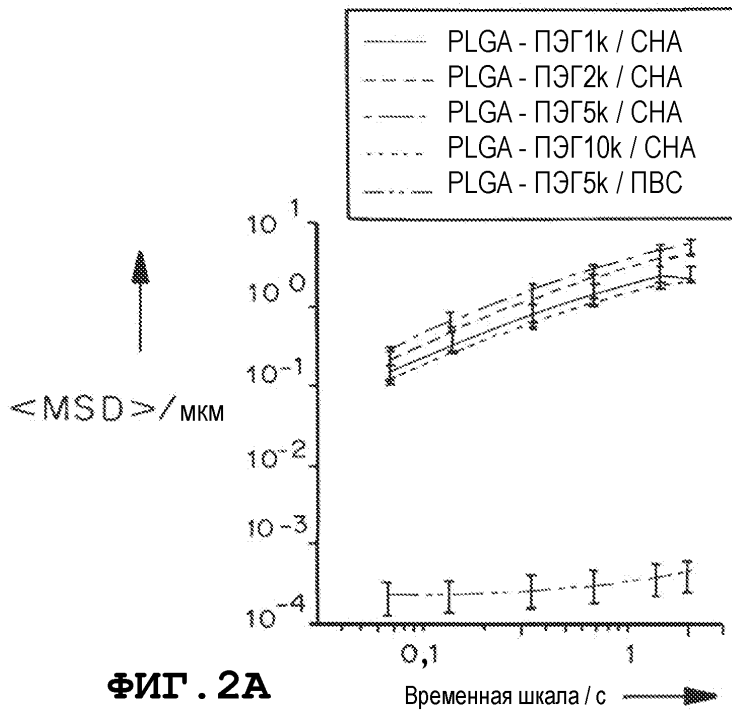 PLGA - ПЭГ1k / CHA
PLGA - ПЭГ2k / CHA
PLGA - ПЭГ5k / CHA
PLGA - ПЭГ10k / CHA
PLGA - ПЭГ5k / ПВС
10^1
10^0
10^-1
<MSD>/мкм
10^-2
10^-3
10^-4
0,1 1
ФИГ.2А
Временная шкала / с